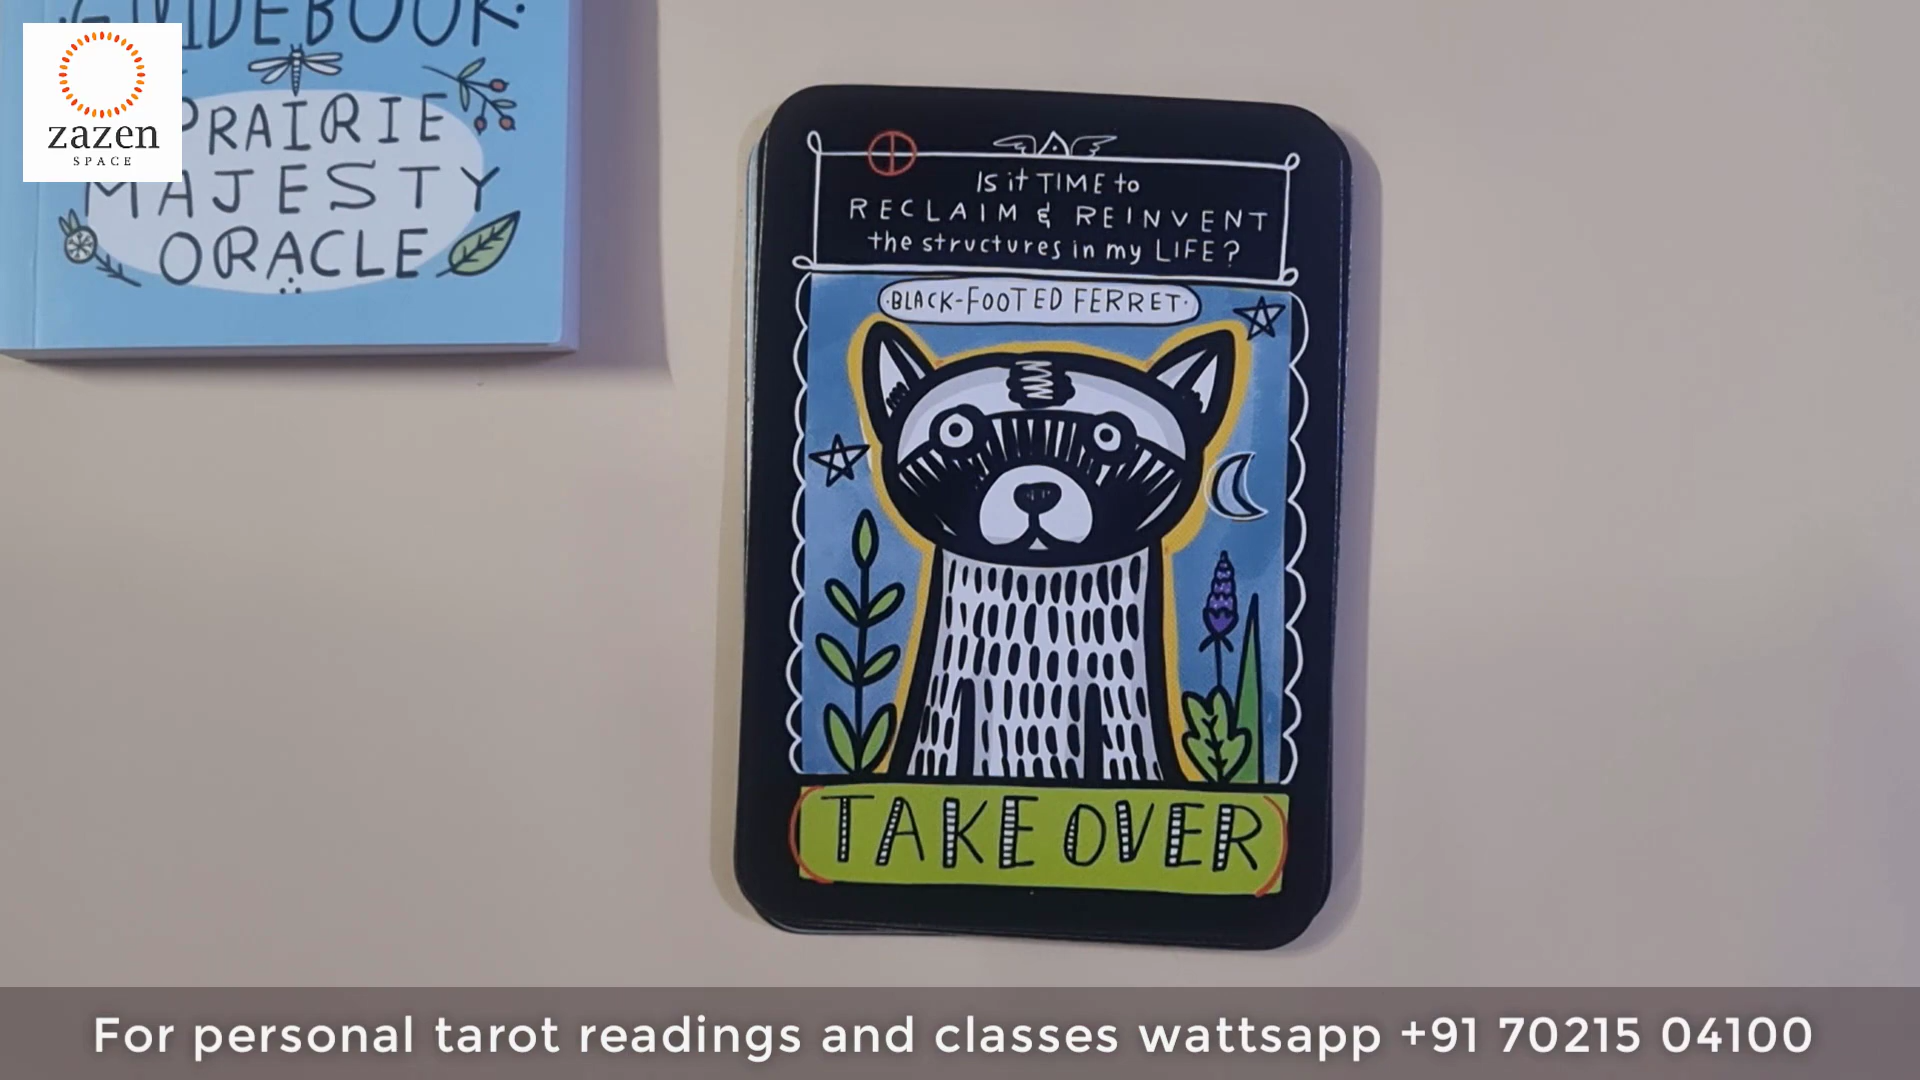 GUIDEBOOK
PRAIRIE
MAJESTY
ORACLE
zazen
SPACE
Is it TIME to
RECLAIM & REINVENT
the structures in my LIFE?
·BLACK-FOOTED FERRET·
TAKE OVER
For personal tarot readings and classes wattsapp +91 70215 04100